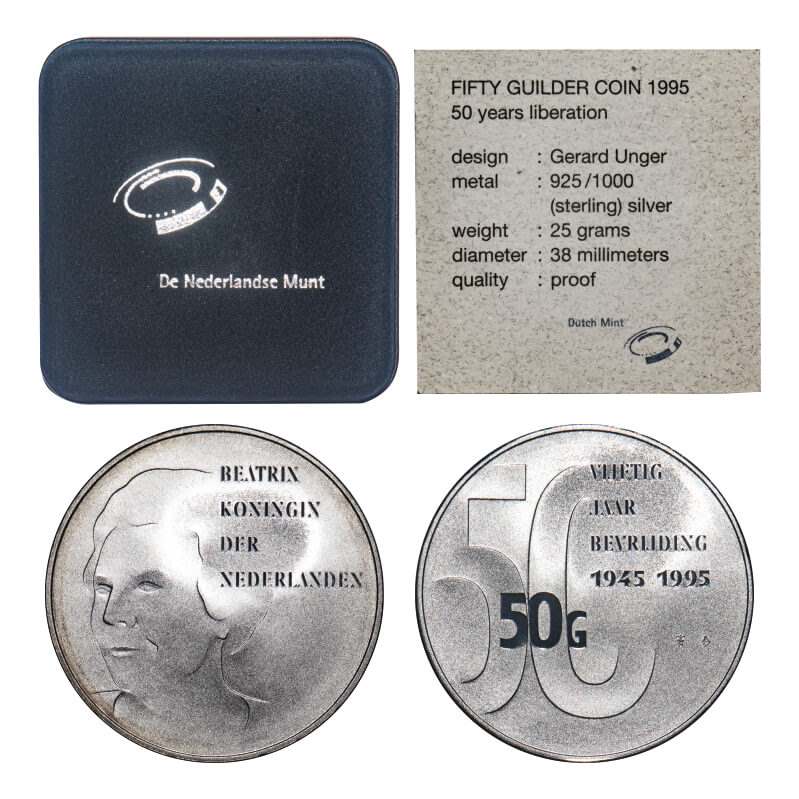 De Nederlandse Munt
FIFTY GUILDER COIN 1995
50 years liberation
design : Gerard Unger
metal : 925/1000
(sterling) silver
weight : 25 grams
diameter : 38 millimeters
quality : proof
Dutch Mint
BEATRIX
KONINGIN
DER
NEDERLANDEN
50
VIJFTIG
JAAR
BEVRIJDING
1945 1995
50G